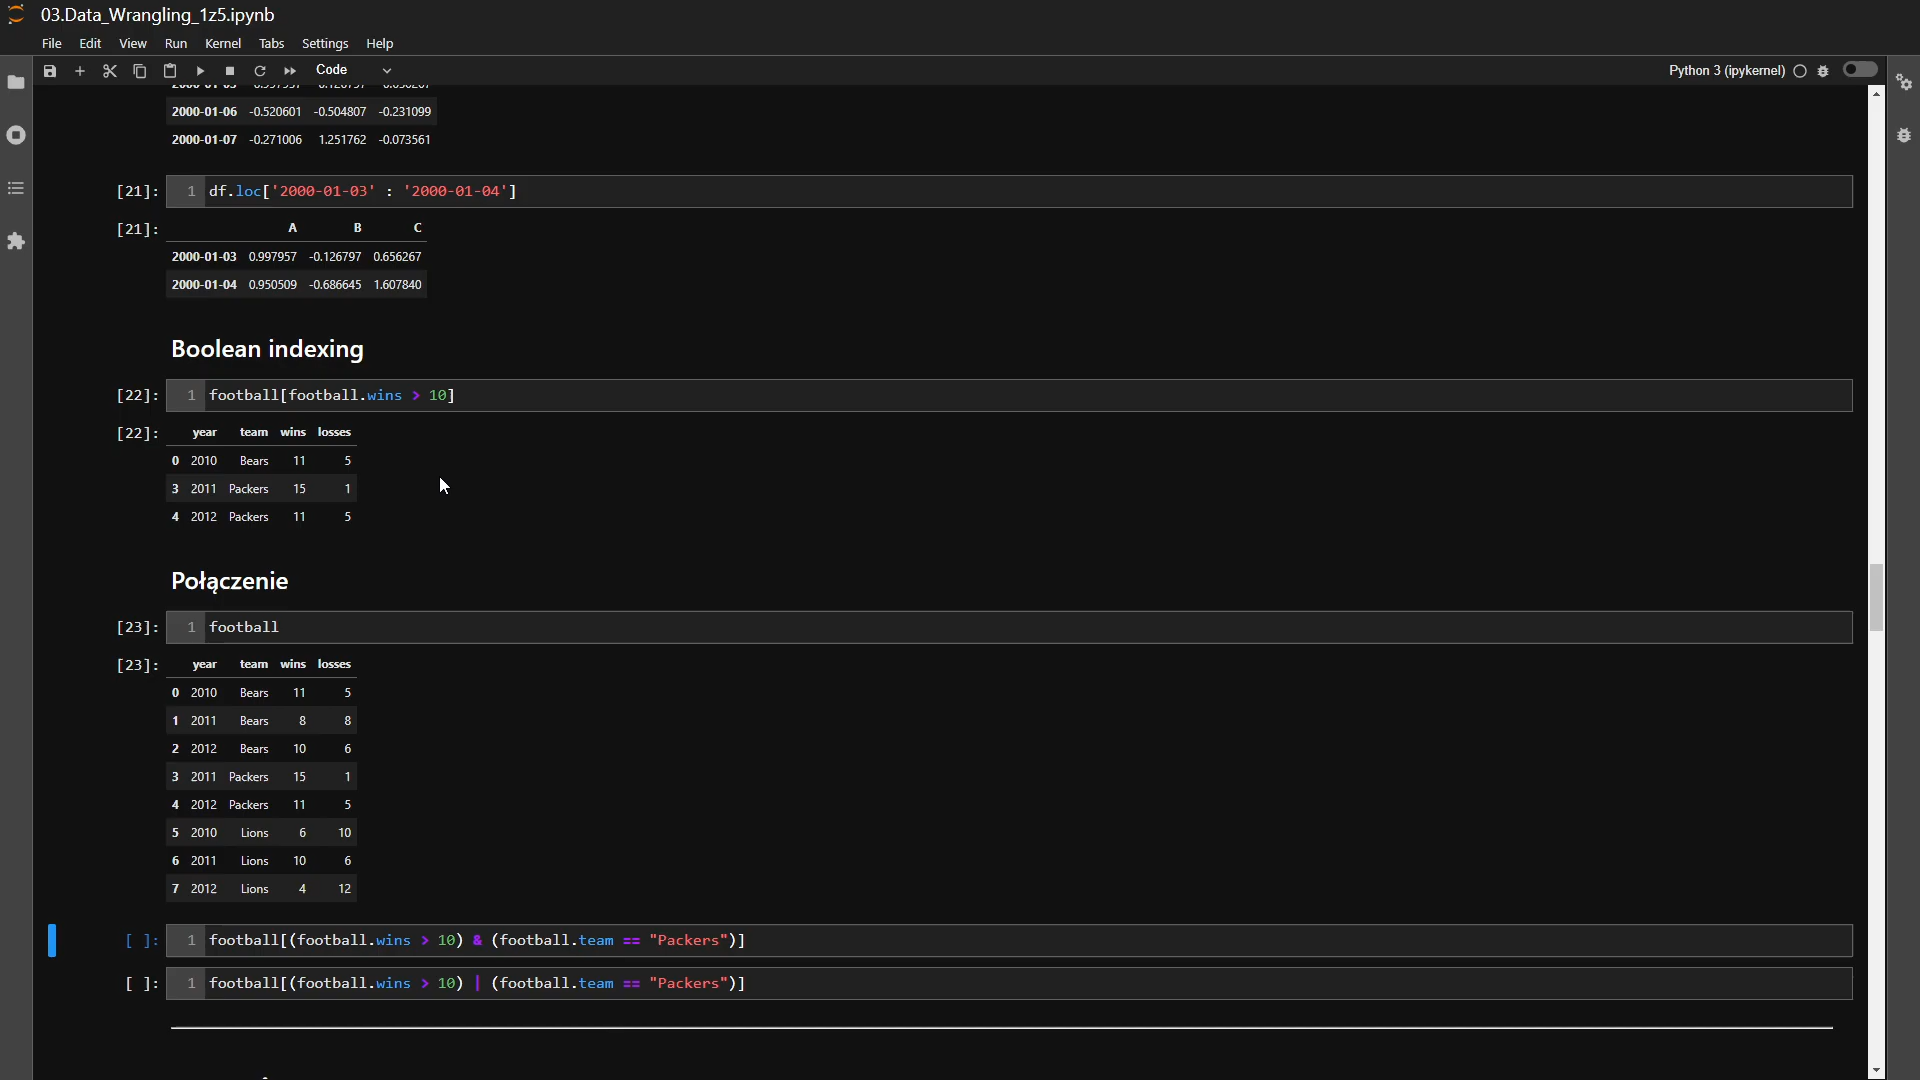 03.Data_Wrangling_1z5.ipynb
File Edit View Run Kernel Tabs Settings Help
Code Python 3 (ipykernel)
2000-01-06 -0.520601 -0.504807 -0.231099
2000-01-07 -0.271006 1.251762 -0.073561
[21]: 1 df.loc['2000-01-03' : '2000-01-04']
[21]: A B C
2000-01-03 0.997957 -0.126797 0.656267
2000-01-04 0.950509 -0.686645 1.607840
Boolean indexing
[22]: 1 football[football.wins > 10]
[22]: year team wins losses
0 2010 Bears 11 5
3 2011 Packers 15 1
4 2012 Packers 11 5
Połączenie
[23]: 1 football
[23]: year team wins losses
0 2010 Bears 11 5
1 2011 Bears 8 8
2 2012 Bears 10 6
3 2011 Packers 15 1
4 2012 Packers 11 5
5 2010 Lions 6 10
6 2011 Lions 10 6
7 2012 Lions 4 12
[ ]: 1 football[(football.wins > 10) & (football.team == "Packers")]
[ ]: 1 football[(football.wins > 10) | (football.team == "Packers")]